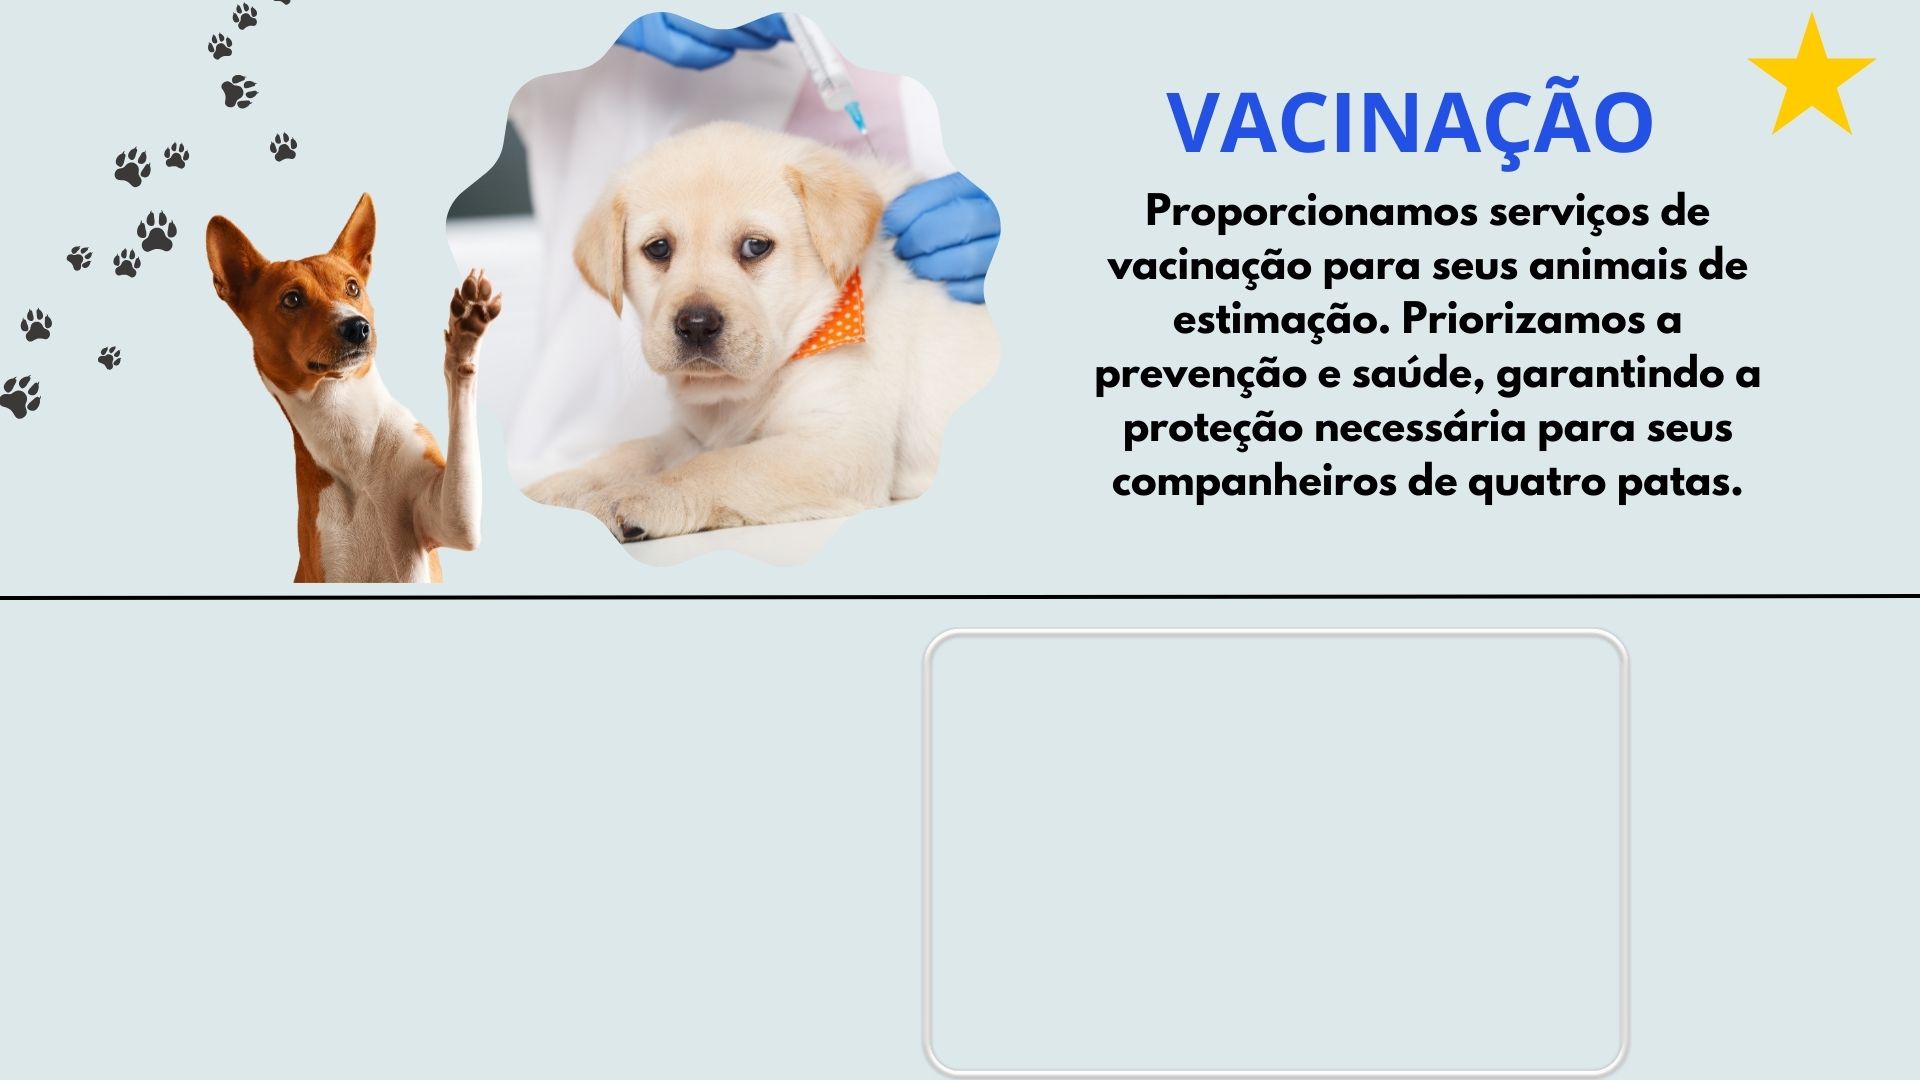 VACINAÇÃO
Proporcionamos serviços de
vacinação para seus animais de
estimação. Priorizamos a
prevenção e saúde, garantindo a
proteção necessária para seus
companheiros de quatro patas.